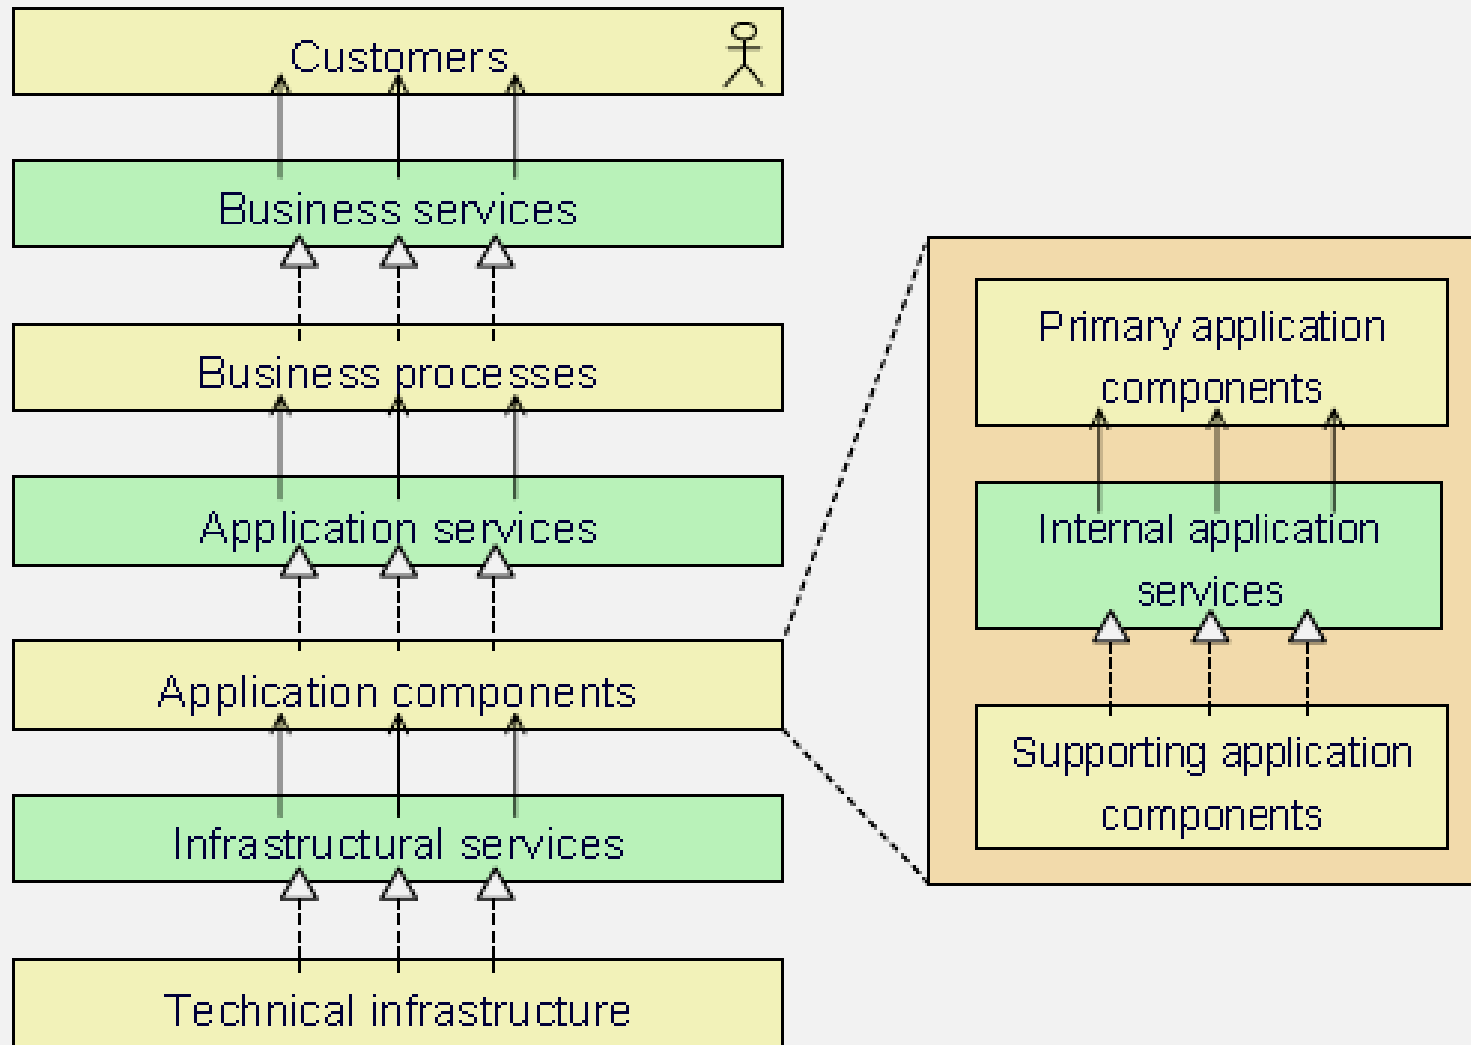 Customers
Business services
Business processes
Application services
Application components
Infrastructural services
Technical infrastructure
Primary application
components
Internal application
services
Supporting application
components